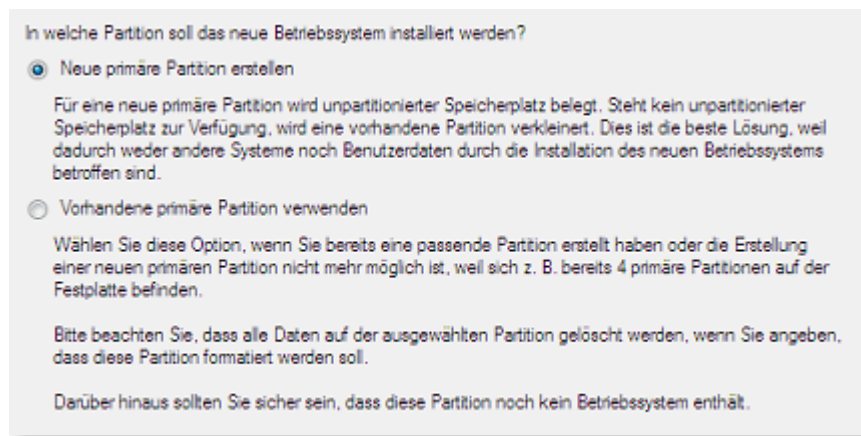 In welche Partition soll das neue Betriebssystem installiert werden?
Neue primäre Partition erstellen
Für eine neue primäre Partition wird unpartitionierter Speicherplatz belegt. Steht kein unpartitionierter
Speicherplatz zur Verfügung, wird eine vorhandene Partition verkleinert. Dies ist die beste Lösung, weil
dadurch weder andere Systeme noch Benutzerdaten durch die Installation des neuen Betriebssystems
betroffen sind.
Vorhandene primäre Partition verwenden
Wählen Sie diese Option, wenn Sie bereits eine passende Partition erstellt haben oder die Erstellung
einer neuen primären Partition nicht mehr möglich ist, weil sich z. B. bereits 4 primäre Partitionen auf der
Festplatte befinden.
Bitte beachten Sie, dass alle Daten auf der ausgewählten Partition gelöscht werden, wenn Sie angeben,
dass diese Partition formatiert werden soll.
Darüber hinaus sollten Sie sicher sein, dass diese Partition noch kein Betriebssystem enthält.